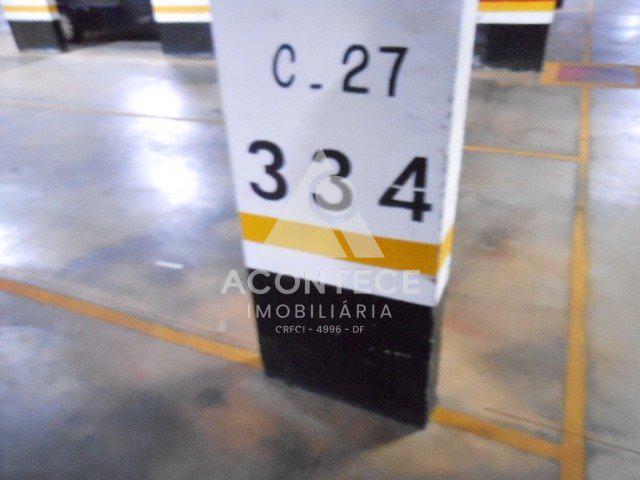 C-27
334
ACONTECE
IMOBILIÁRIA
CRECI - 4996 - DF